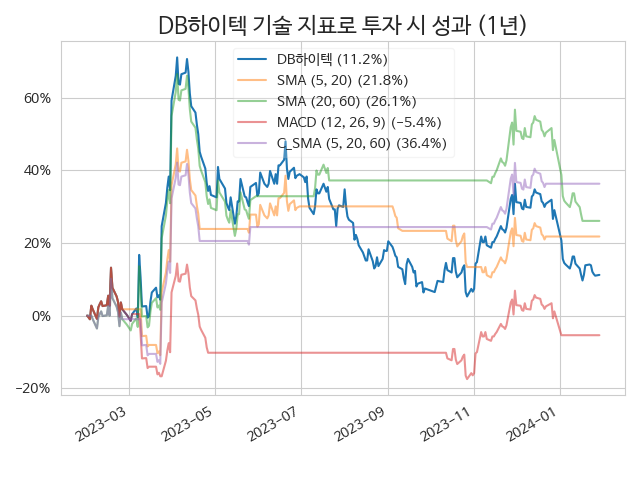 DB하이텍 기술 지표로 투자 시 성과 (1년)
DB하이텍 (11.2%)
SMA (5, 20) (21.8%)
SMA (20, 60) (26.1%)
MACD (12, 26, 9) (−5.4%)
C_SMA (5, 20, 60) (36.4%)
60%
40%
20%
0%
−20%
2023−03
2023−05
2023−07
2023−09
2023−11
2024−01